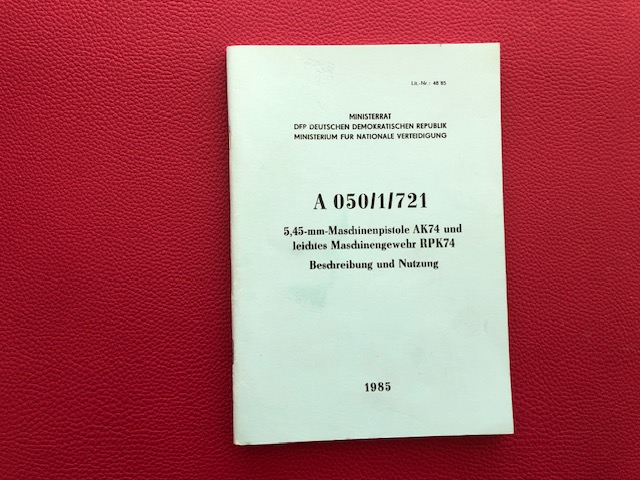 Lit.-Nr.: 48/85
MINISTERRAT
DER DEUTSCHEN DEMOKRATISCHEN REPUBLIK
MINISTERIUM FÜR NATIONALE VERTEIDIGUNG
A 050/1/721
5,45-mm-Maschinenpistole AK74 und
leichtes Maschinengewehr RPK74
Beschreibung und Nutzung
1985